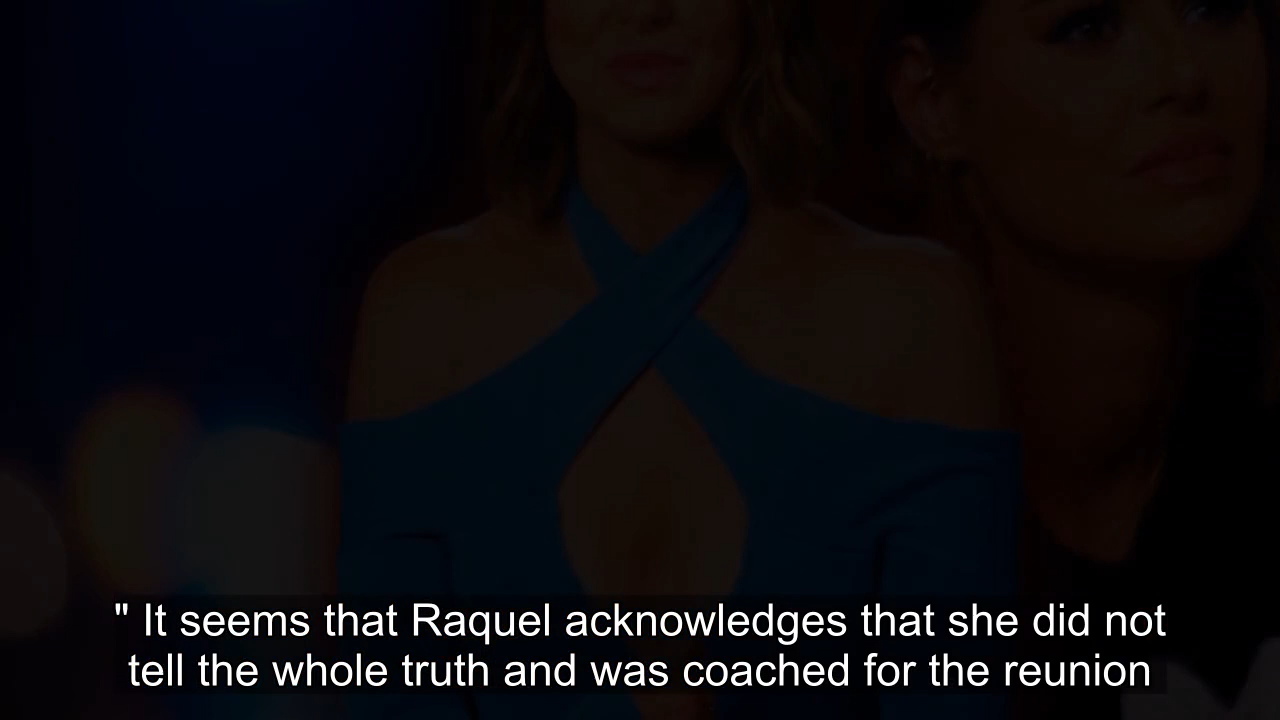 " It seems that Raquel acknowledges that she did not
tell the whole truth and was coached for the reunion